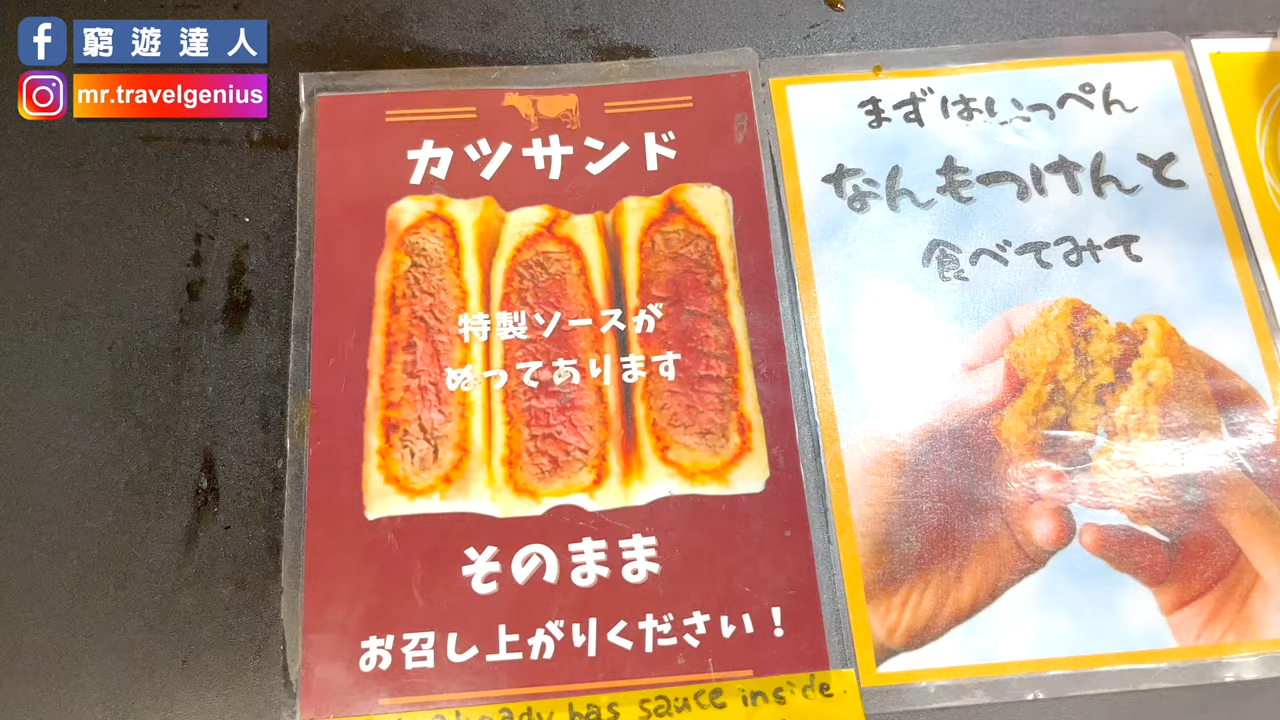 窮遊達人
mr.travelgenius
カツサンド
特製ソースが
ぬってあります
そのまま
お召し上がりください！
already has sauce inside
まずはいっぺん
なんもつけんと
食べてみて